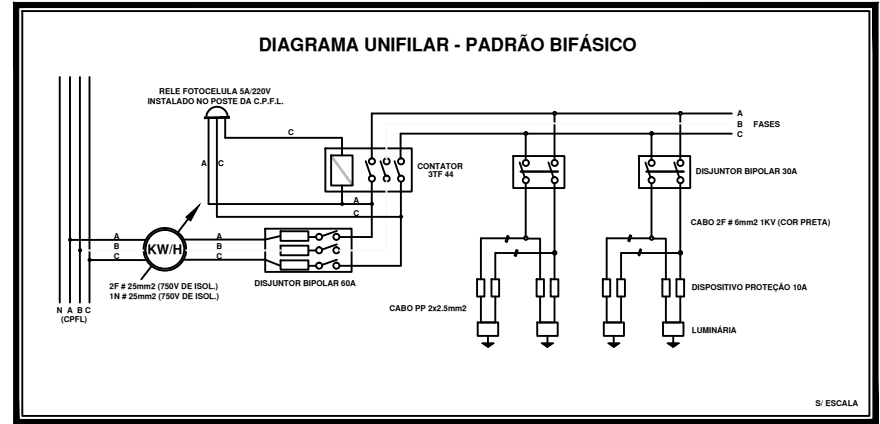 DIAGRAMA UNIFILAR - PADRÃO BIFÁSICO
RELE FOTOCELULA 5A/220V
INSTALADO NO POSTE DA C.P.F.L.
C
A
C
CONTATOR
3TF 44
A
B
C
FASES
DISJUNTOR BIPOLAR 30A
A
C
A
B
C
KW/H
A
B
C
DISJUNTOR BIPOLAR 60A
2F # 25mm2 (750V DE ISOL.)
1N # 25mm2 (750V DE ISOL.)
N A B C
(CPFL)
CABO 2F # 6mm2 1KV (COR PRETA)
DISPOSITIVO PROTEÇÃO 10A
CABO PP 2x2.5mm2
LUMINÁRIA
S/ ESCALA